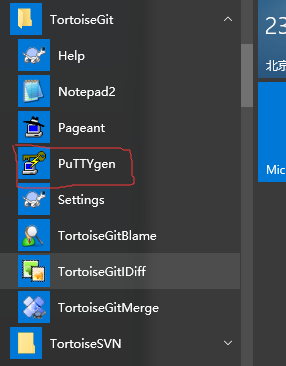 TortoiseGit
23
Help
北京
Notepad2
Pageant
PuTTYgen
Mic
Settings
TortoiseGitBlame
TortoiseGitIDiff
TortoiseGitMerge
TortoiseSVN